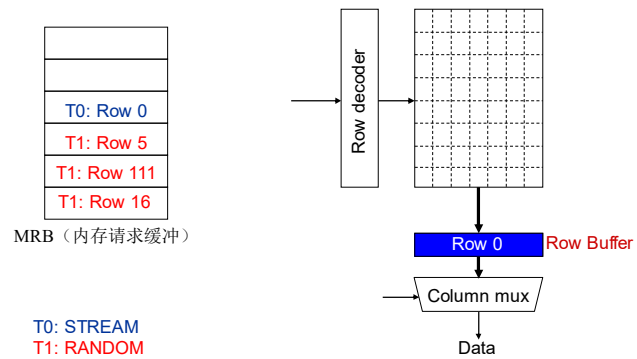 T0: Row 0
T1: Row 5
T1: Row 111
T1: Row 16
MRB（内存请求缓冲）
T0: STREAM
T1: RANDOM
Row decoder
Row 0
Row Buffer
Column mux
Data